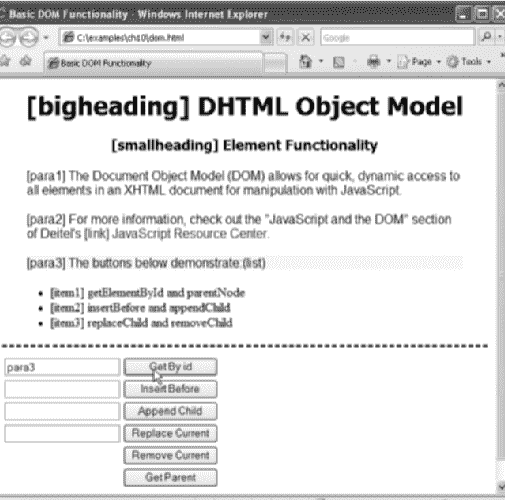 Basic DOM Functionality - Windows Internet Explorer
C:\examples\ch10\dom.html
Google
Basic DOM Functionality
Page
Tools
[bigheading] DHTML Object Model
[smallheading] Element Functionality
[para1] The Document Object Model (DOM) allows for quick, dynamic access to
all elements in an XHTML document for manipulation with JavaScript.
[para2] For more information, check out the "JavaScript and the DOM" section
of Deitel's [link] JavaScript Resource Center.
[para3] The buttons below demonstrate:(list)
[item1] getElementById and parentNode
[item2] insertBefore and appendChild
[item3] replaceChild and removeChild
para3 Get By id
Insert Before
Append Child
Replace Current
Remove Current
Get Parent